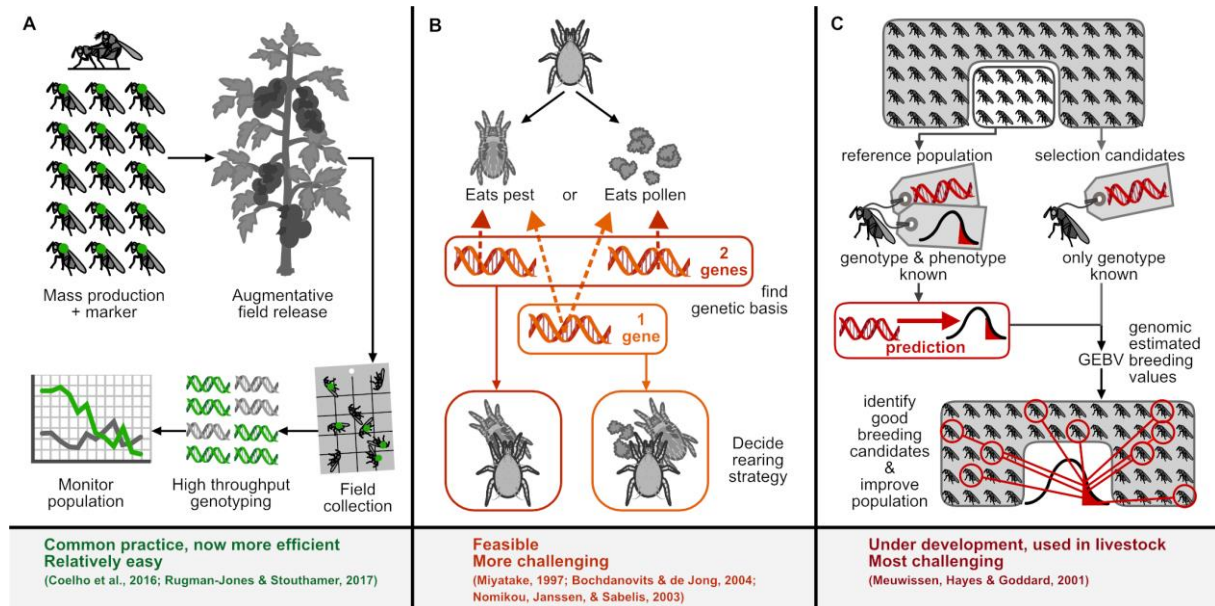 A
Mass production
+ marker
Augmentative
field release
Monitor
population
High throughput
genotyping
Field
collection
Common practice, now more efficient
Relatively easy
(Coelho et al., 2016; Rugman-Jones & Stouthamer, 2017)
B
Eats pest
or
Eats pollen
2
genes
find
genetic basis
1
gene
Decide
rearing
strategy
Feasible
More challenging
(Miyatake, 1997; Bochdanovits & de Jong, 2004;
Nomikou, Janssen, & Sabelis, 2003)
C
reference population
selection candidates
genotype & phenotype
known
only genotype
known
prediction
GEBV
genomic
estimated
breeding
values
identify
good
breeding
candidates
&
improve
population
Under development, used in livestock
Most challenging
(Meuwissen, Hayes & Goddard, 2001)